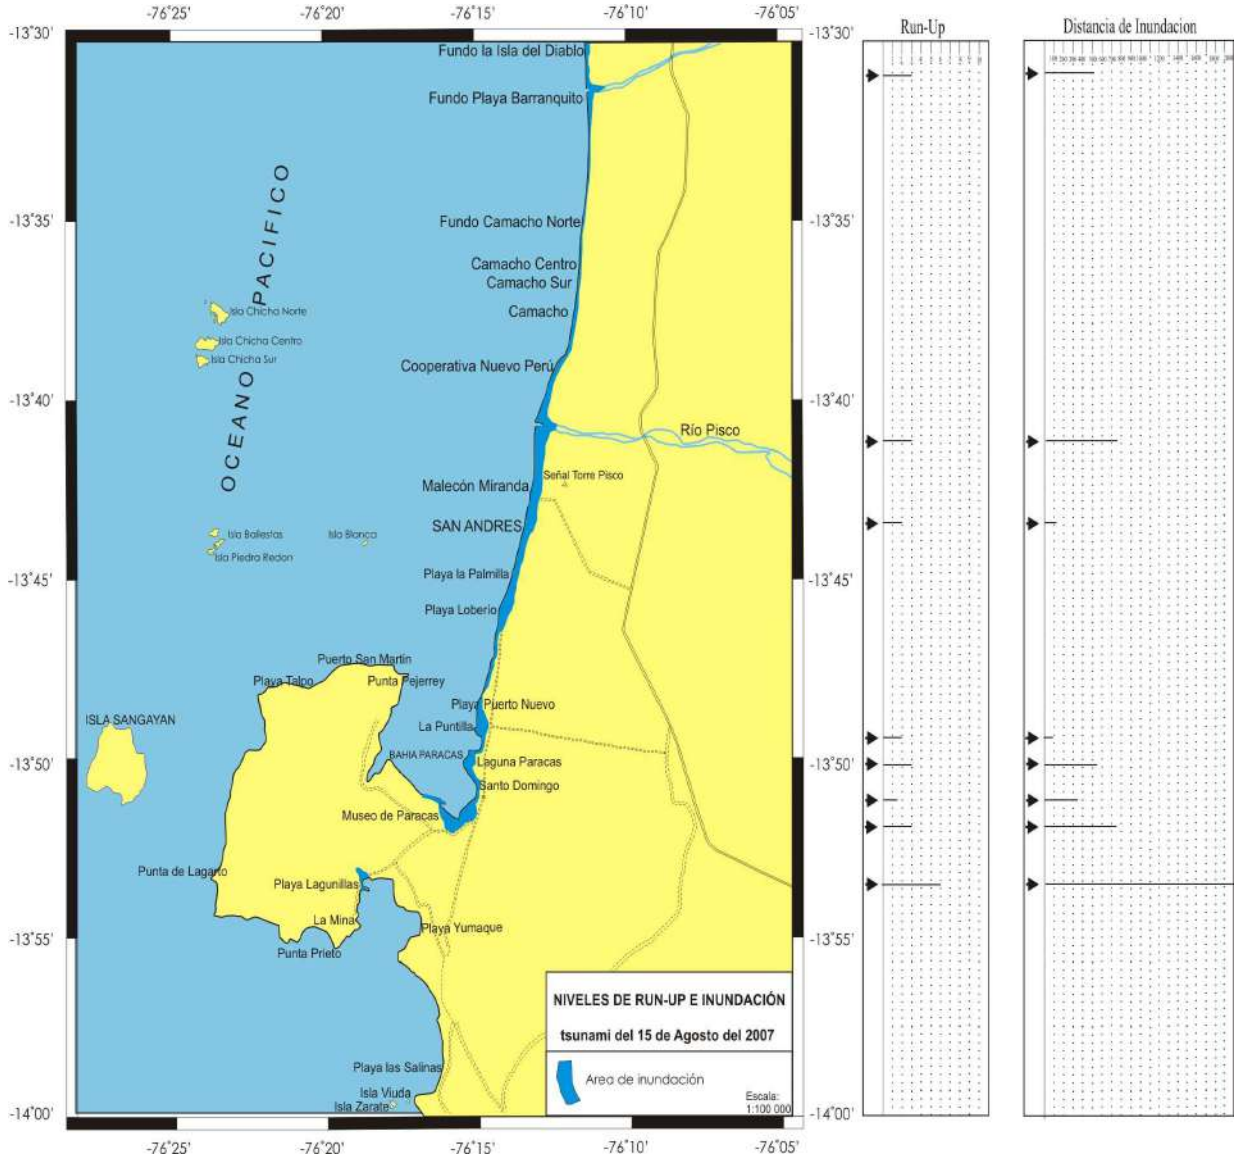 -76°25'
-76°20'
-76°15'
-76°10'
-76°05'
Run-Up
Distancia de Inundacion
-13°30'
-13°30'
Fundo la Isla del Diablo
Fundo Playa Barranquito
-13°35'
-13°35'
Fundo Camacho Norte
Camacho Centro
Camacho Sur
Camacho
OCEANO PACIFICO
Isla Chicha Norte
Isla Chicha Centro
Isla Chicha Sur
Cooperativa Nuevo Perú
-13°40'
-13°40'
Río Pisco
Señal Torre Pisco
Malecón Miranda
SAN ANDRES
Isla Ballestas
Isla Blanca
Isla Piedra Redon
-13°45'
-13°45'
Playa la Palmilla
Playa Loberio
Puerto San Martín
Playa Talpo
Punta Pejerrey
Playa Puerto Nuevo
ISLA SANGAYAN
La Puntilla
-13°50'
-13°50'
BAHIA PARACAS
Laguna Paracas
Santo Domingo
Museo de Paracas
Punta de Lagarto
Playa Lagunillas
La Mina
Playa Yumaque
-13°55'
-13°55'
Punta Prieto
NIVELES DE RUN-UP E INUNDACIÓN
tsunami del 15 de Agosto del 2007
Area de inundación
Escala:
1:100 000
Playa las Salinas
Isla Viuda
Isla Zarate
-14°00'
-14°00'
-76°25'
-76°20'
-76°15'
-76°10'
-76°05'